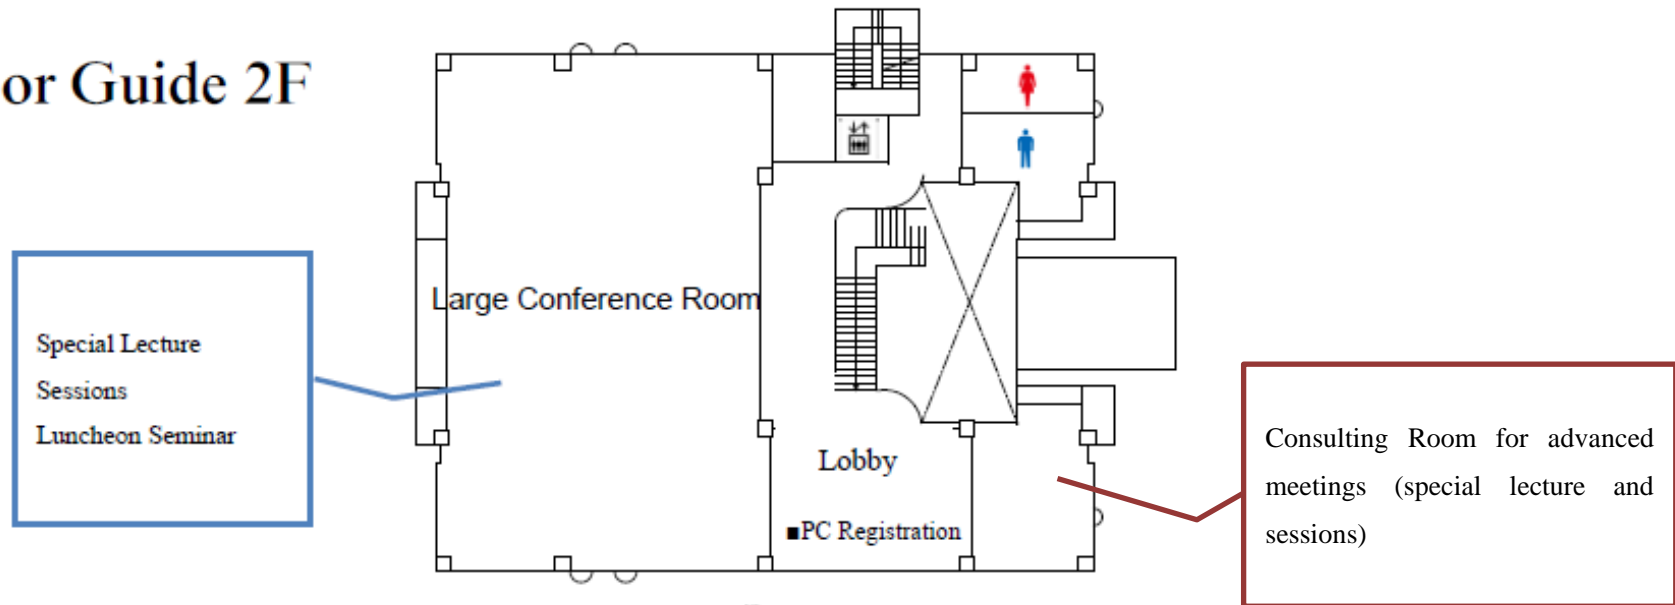 or Guide 2F
Large Conference Room
Special Lecture
Sessions
Luncheon Seminar
Lobby
■PC Registration
Consulting Room for advanced
meetings (special lecture and
sessions)